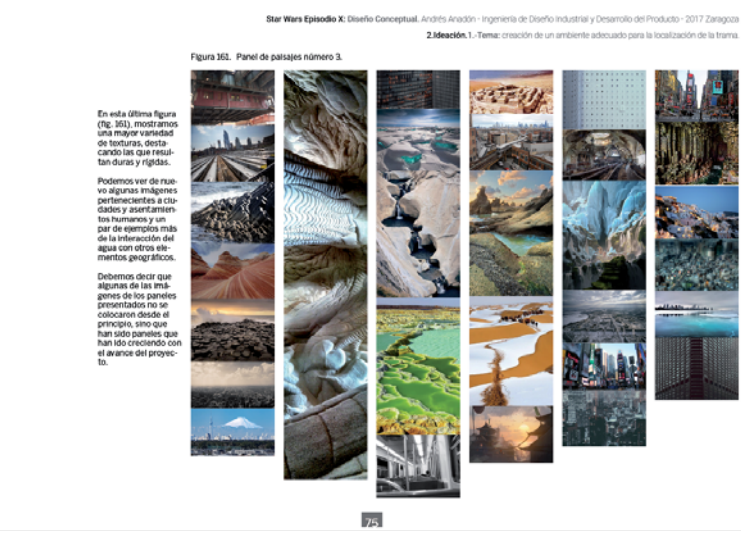 Star Wars Episodio X: Diseño Conceptual. Andrés Anadón - Ingeniería de Diseño Industrial y Desarrollo del Producto - 2017 Zaragoza
2.Ideación.1.-Tema: creación de un ambiente adecuado para la localización de la trama.
Figura 161. Panel de paisajes número 3.
En esta última figura
(fig. 161), mostramos
una mayor variedad
de texturas, desta-
cando las que resul-
tan duras y rígidas.
Podemos ver de nue-
vo algunas imágenes
pertenecientes a ciu-
dades y asentamien-
tos humanos y un
par de ejemplos más
de la interacción del
agua con otros ele-
mentos geográficos.
Debemos decir que
algunas de las imá-
genes de los paneles
presentados no se
colocaron desde el
principio, sino que
han sido paneles que
han ido creciendo con
el avance del proyec-
to.
75